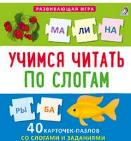 РАЗВИВАЮЩАЯ ИГРА
МА ЛИ НА
УЧИМСЯ ЧИТАТЬ
ПО СЛОГАМ
РЫ БА
40 КАРТОЧЕК-ПАЗЛОВ
СО СЛОГАМИ И ЗАДАНИЯМИ